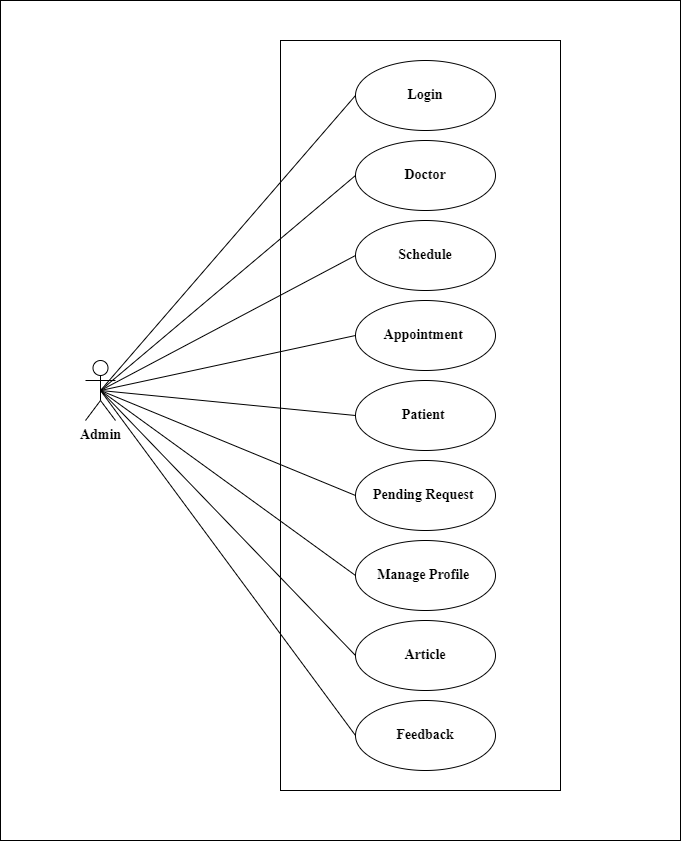 Login
Doctor
Schedule
Appointment
Patient
Admin
Pending Request
Manage Profile
Article
Feedback